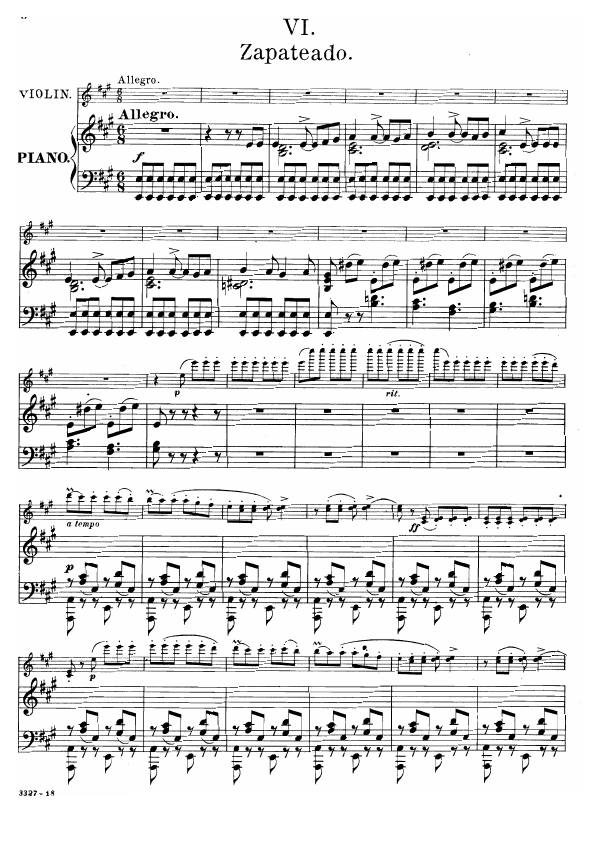 VI.
Zapateado.
Allegro.
VIOLIN.
Allegro.
PIANO.
f
p
rit.
a tempo
ff
p
p
3327-18